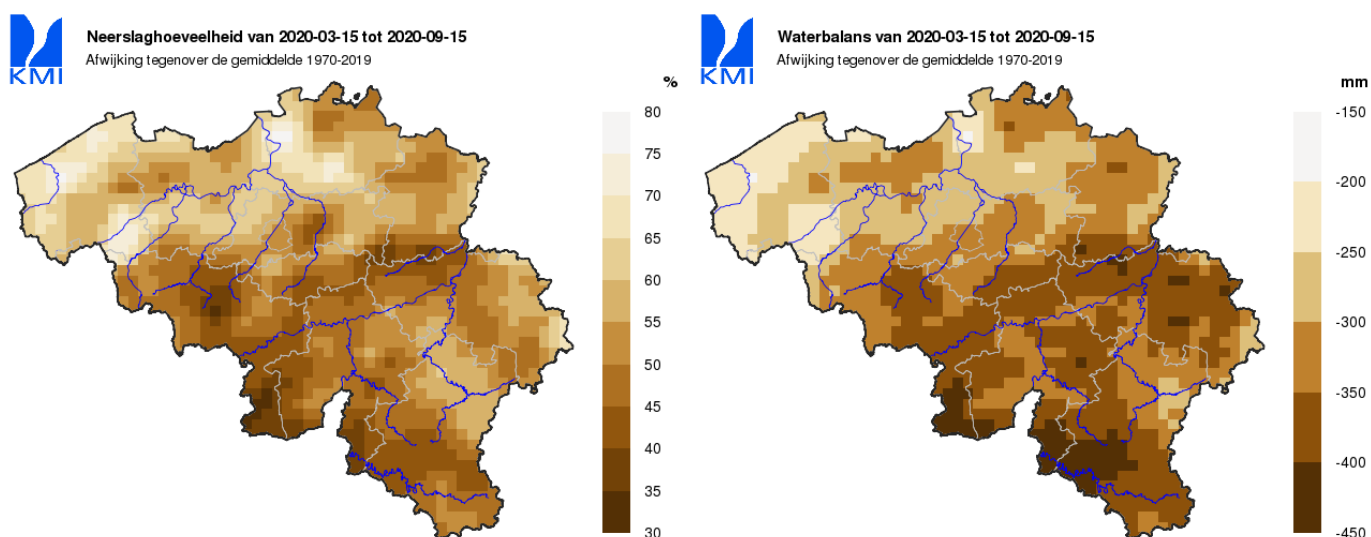 KMI
Neerslaghoeveelheid van 2020-03-15 tot 2020-09-15
Afwijking tegenover de gemiddelde 1970-2019
%
80
75
70
65
60
55
50
45
40
35
30
KMI
Waterbalans van 2020-03-15 tot 2020-09-15
Afwijking tegenover de gemiddelde 1970-2019
mm
-150
-200
-250
-300
-350
-400
-450